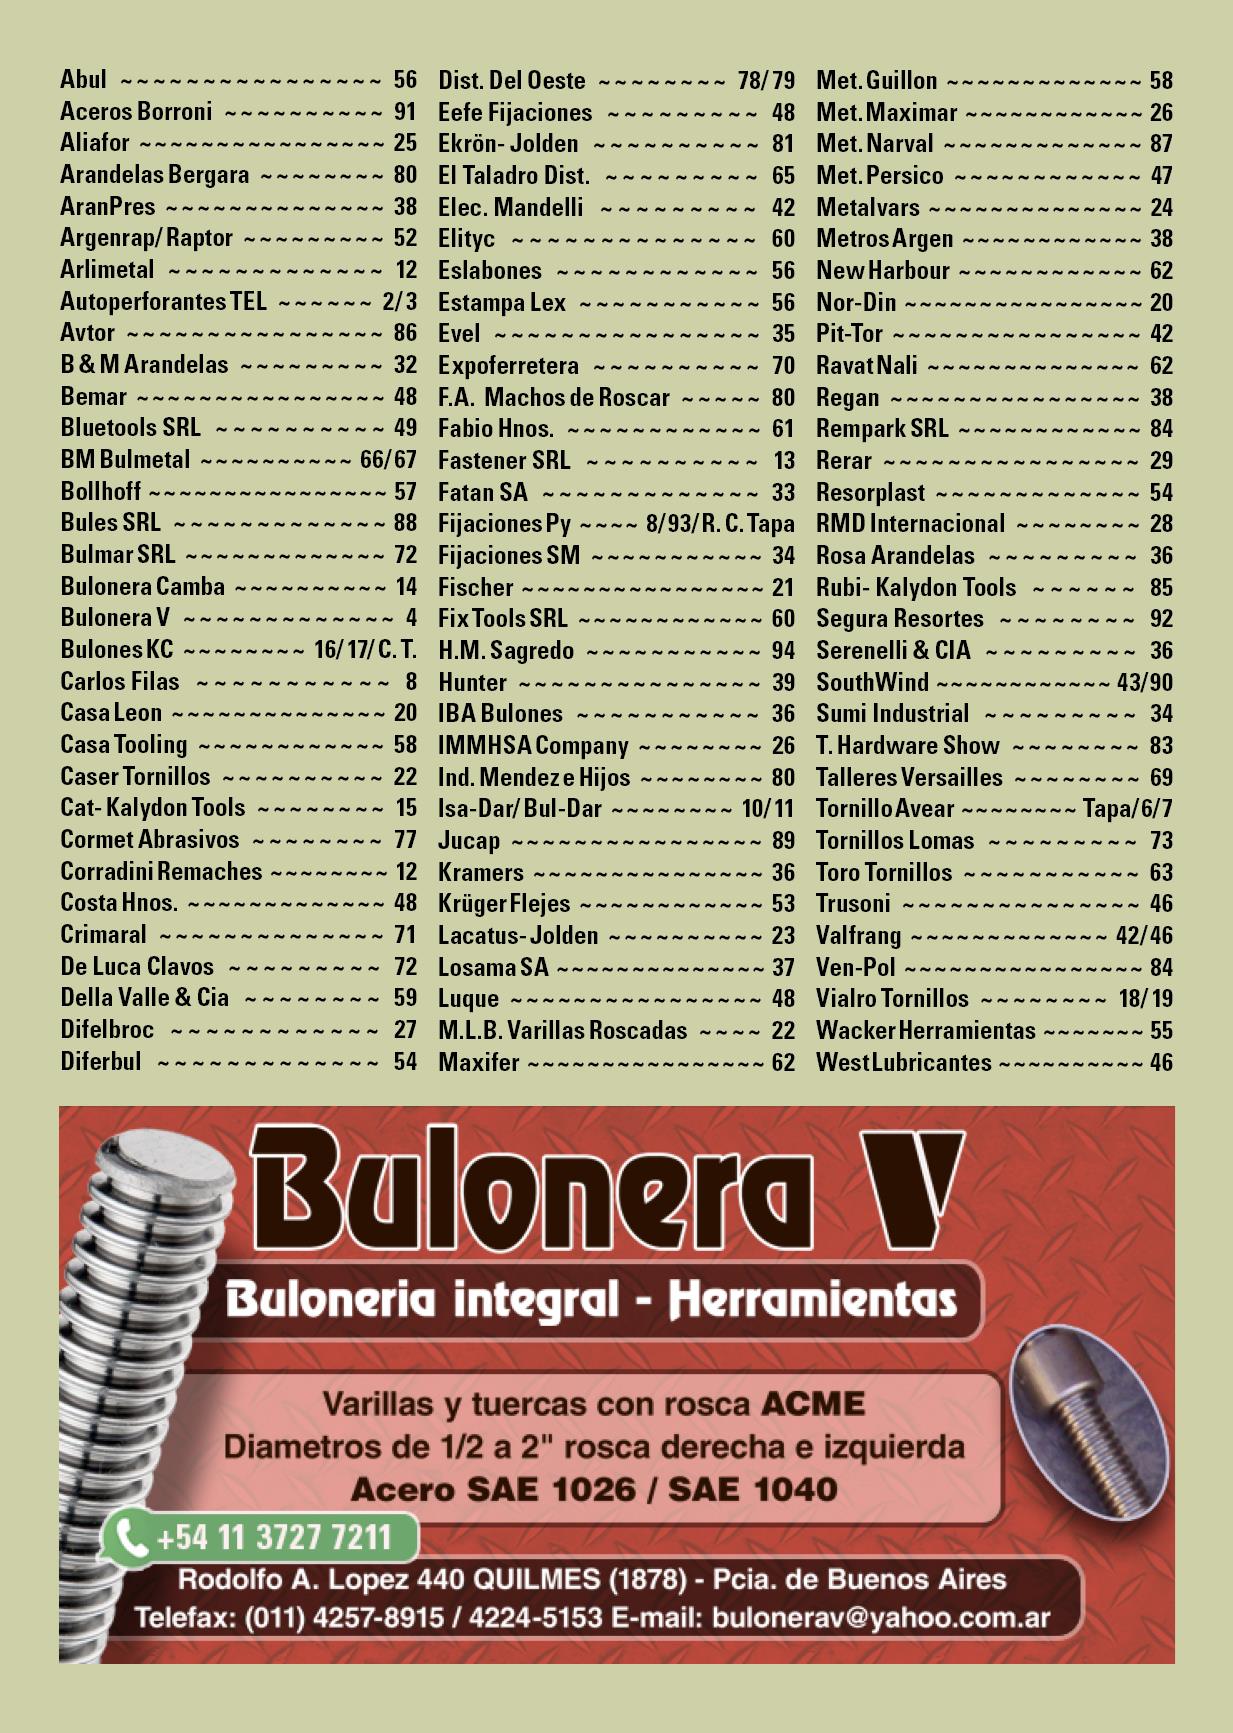 Abul ~~~~~~~~~~~~~~~~ 56
Aceros Borroni ~~~~~~~~~~ 91
Aliafor ~~~~~~~~~~~~~~~ 25
Arandelas Bergara ~~~~~~~~ 80
AranPres ~~~~~~~~~~~~~ 38
Argenrap/Raptor ~~~~~~~~~ 52
Arlimetal ~~~~~~~~~~~~~ 12
Autoperforantes TEL ~~~~~~ 2/3
Avtor ~~~~~~~~~~~~~~~~ 86
B & M Arandelas ~~~~~~~~~ 32
Bemar ~~~~~~~~~~~~~~~ 48
Bluetools SRL ~~~~~~~~~~ 49
BM Bulmetal ~~~~~~~~~~ 66/67
Bollhoff ~~~~~~~~~~~~~~~ 57
Bules SRL ~~~~~~~~~~~~~ 88
Bulmar SRL ~~~~~~~~~~~~ 72
Bulonera Camba ~~~~~~~~~~ 14
Bulonera V ~~~~~~~~~~~~~ 4
Bulones KC ~~~~~~~~ 16/17/C.T.
Carlos Filas ~~~~~~~~~~~ 8
Casa Leon ~~~~~~~~~~~~~ 20
Casa Tooling ~~~~~~~~~~~~ 58
Caser Tornillos ~~~~~~~~~~ 22
Cat- Kalydon Tools ~~~~~~~~ 15
Cormet Abrasivos ~~~~~~~~ 77
Corradini Remaches ~~~~~~~~ 12
Costa Hnos. ~~~~~~~~~~~~ 48
Crimaral ~~~~~~~~~~~~~~ 71
De Luca Clavos ~~~~~~~~~ 72
Della Valle & Cia ~~~~~~~~ 59
Difelbroc ~~~~~~~~~~~~ 27
Diferbul ~~~~~~~~~~~~~ 54
Dist. Del Oeste ~~~~~~~~ 78/79
Eefe Fijaciones ~~~~~~~~~ 48
Ekrön- Jolden ~~~~~~~~~~ 81
El Taladro Dist. ~~~~~~~~~ 65
Elec. Mandelli ~~~~~~~~~ 42
Elityc ~~~~~~~~~~~~~~ 60
Eslabones ~~~~~~~~~~~~ 56
Estampa Lex ~~~~~~~~~~~ 56
Evel ~~~~~~~~~~~~~~~~ 35
Expoferretera ~~~~~~~~~~ 70
F.A. Machos de Roscar ~~~~~ 80
Fabio Hnos. ~~~~~~~~~~~~ 61
Fastener SRL ~~~~~~~~~~ 13
Fatan SA ~~~~~~~~~~~~~ 33
Fijaciones Py ~~~~ 8/93/R.C.Tapa
Fijaciones SM ~~~~~~~~~~~ 34
Fischer ~~~~~~~~~~~~~~~~ 21
Fix Tools SRL ~~~~~~~~~~~~ 60
H.M. Sagredo ~~~~~~~~~~~ 94
Hunter ~~~~~~~~~~~~~~~ 39
IBA Bulones ~~~~~~~~~~~ 36
IMMHSA Company ~~~~~~~~ 26
Ind. Mendez e Hijos ~~~~~~~~ 80
Isa-Dar/ Bul-Dar ~~~~~~~~ 10/11
Jucap ~~~~~~~~~~~~~~~~ 89
Kramers ~~~~~~~~~~~~~~ 36
Krüger Flejes ~~~~~~~~~~~~ 53
Lacatus-Jolden ~~~~~~~~~~ 23
Losama SA ~~~~~~~~~~~~~~ 37
Luque ~~~~~~~~~~~~~~~~ 48
M.L.B. Varillas Roscadas ~~~~ 22
Maxifer ~~~~~~~~~~~~~~~~ 62
Met. Guillon ~~~~~~~~~~~~~ 58
Met. Maximar ~~~~~~~~~~~~ 26
Met. Narval ~~~~~~~~~~~~~ 87
Met. Persico ~~~~~~~~~~~~ 47
Metalvars ~~~~~~~~~~~~~~ 24
Metros Argen ~~~~~~~~~~~~ 38
New Harbour ~~~~~~~~~~~~ 62
Nor-Din ~~~~~~~~~~~~~~~~ 20
Pit-Tor ~~~~~~~~~~~~~~~~ 42
Ravat Nali ~~~~~~~~~~~~~~ 62
Regan ~~~~~~~~~~~~~~~~ 38
Rempark SRL ~~~~~~~~~~~~ 84
Rerar ~~~~~~~~~~~~~~~~~ 29
Resorplast ~~~~~~~~~~~~~ 54
RMD Internacional ~~~~~~~~ 28
Rosa Arandelas ~~~~~~~~~ 36
Rubi- Kalydon Tools ~~~~~~ 85
Segura Resortes ~~~~~~~~ 92
Serenelli & CIA ~~~~~~~~~ 36
SouthWind ~~~~~~~~~~~~ 43/90
Sumi Industrial ~~~~~~~~~ 34
T. Hardware Show ~~~~~~~~ 83
Talleres Versailles ~~~~~~~~ 69
Tornillo Avear ~~~~~~~~ Tapa/6/7
Tornillos Lomas ~~~~~~~~~ 73
Toro Tornillos ~~~~~~~~~~~ 63
Trusoni ~~~~~~~~~~~~~~~ 46
Valfrang ~~~~~~~~~~~~~ 42/46
Ven-Pol ~~~~~~~~~~~~~~~~ 84
Vialro Tornillos ~~~~~~~~ 18/19
Wacker Herramientas ~~~~~~~ 55
West Lubricantes ~~~~~~~~~~ 46
Bulonera V
Buloneria integral - Herramientas
Varillas y tuercas con rosca ACME
Diametros de 1/2 a 2" rosca derecha e izquierda
Acero SAE 1026 / SAE 1040
+54 11 3727 7211
Rodolfo A. Lopez 440 QUILMES (1878) - Pcia. de Buenos Aires
Telefax: (011) 4257-8915 / 4224-5153 E-mail: bulonerav@yahoo.com.ar